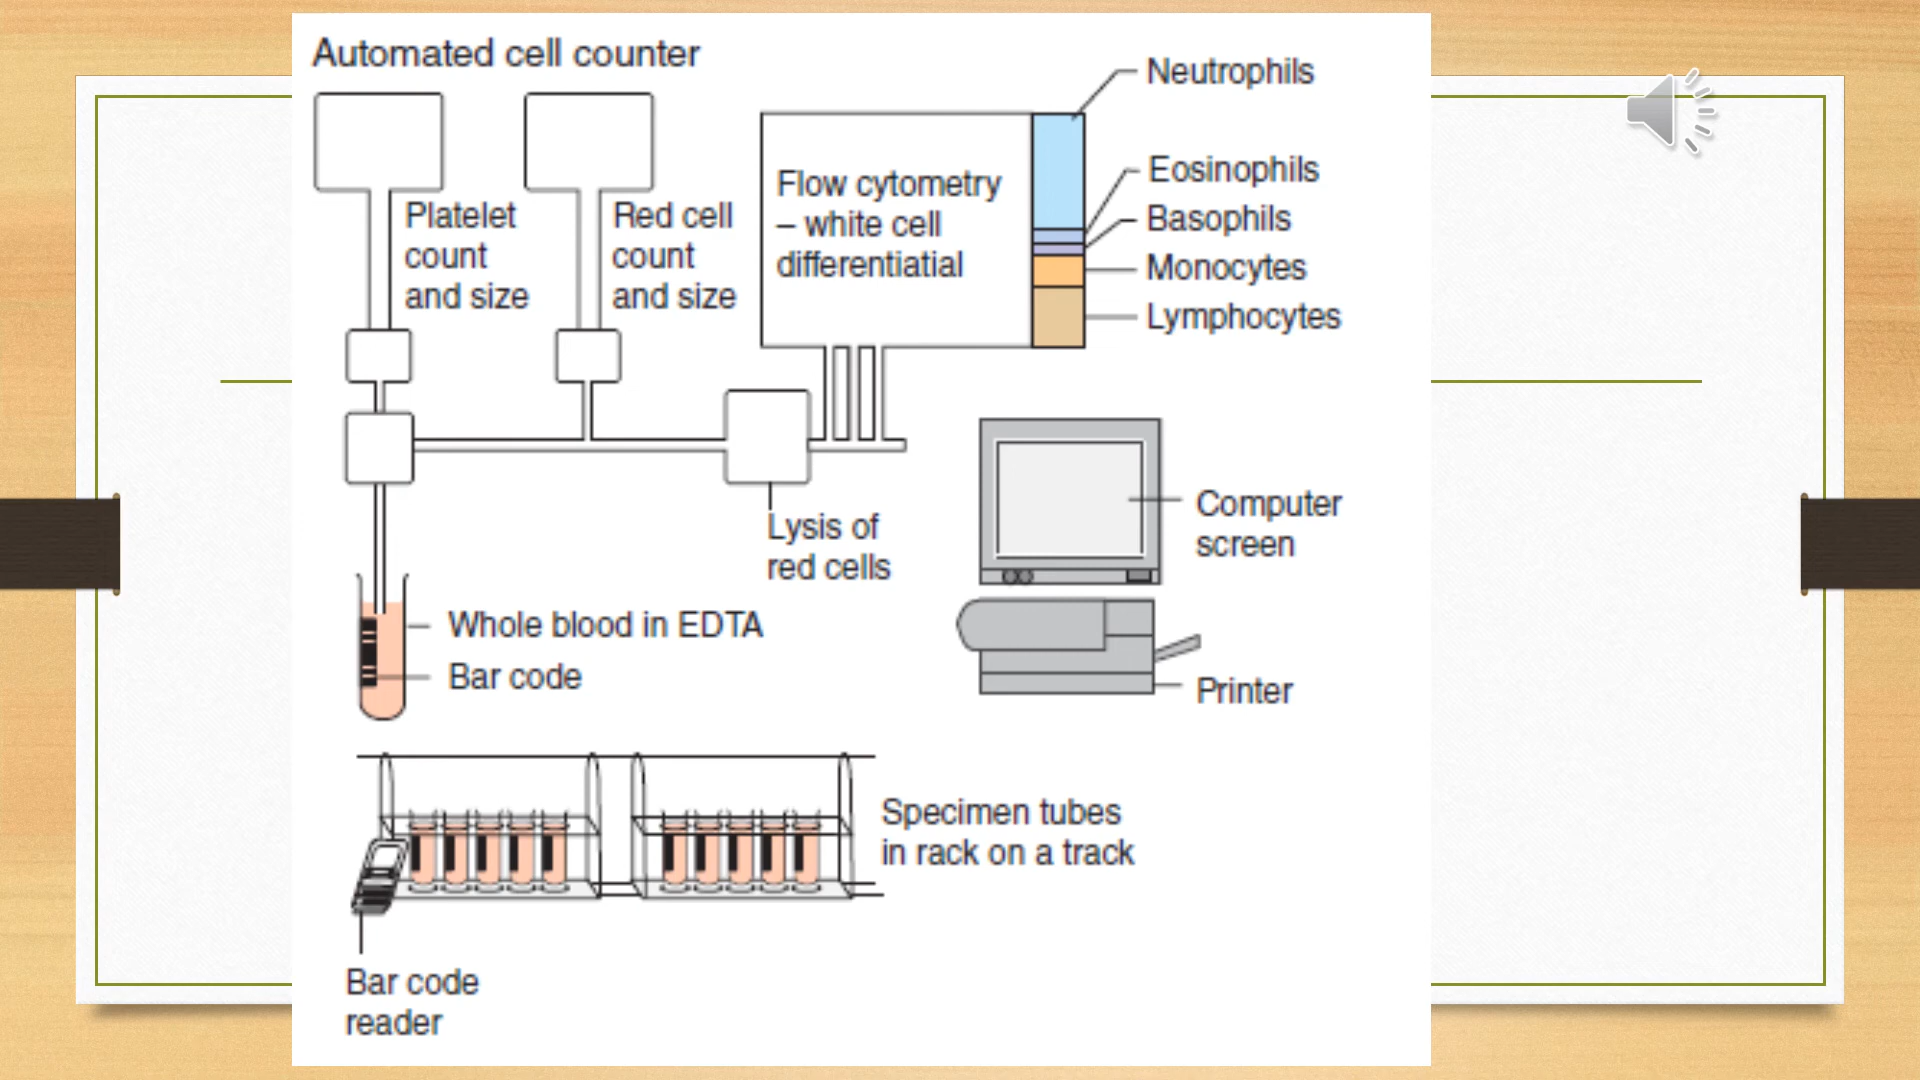 Automated cell counter
Platelet
count
and size
Red cell
count
and size
Flow cytometry
– white cell
differentiatial
Neutrophils
Eosinophils
Basophils
Monocytes
Lymphocytes
Lysis of
red cells
Computer
screen
Whole blood in EDTA
Bar code
Printer
Specimen tubes
in rack on a track
Bar code
reader